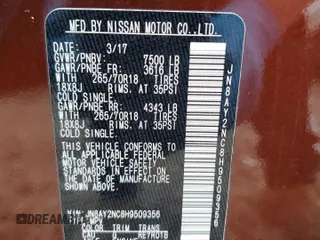 MFD BY NISSAN MOTOR CO.,LTD.
DATE: 3/17
GVWR/PNBV: 7500 LB
GAWR/PNBE FR: 3616 LB
WITH 265/70R18 TIRES
18X8J RIMS. AT 35PSI
COLD SINGLE
GAWR/PNBE RR: 4343 LB
WITH 265/70R18 TIRES
18X8J RIMS. AT 35PSI
COLD SINGLE
THIS VEHICLE CONFORMS TO ALL
APPLICABLE FEDERAL MOTOR
VEHICLE SAFETY STANDARDS
IN EFFECT ON THE DATE OF
MANUFACTURE SHOWN ABOVE.
JN8AY2NC8H9509356
COLOR TRIM TRANS
JN8AY2NC8H9509356